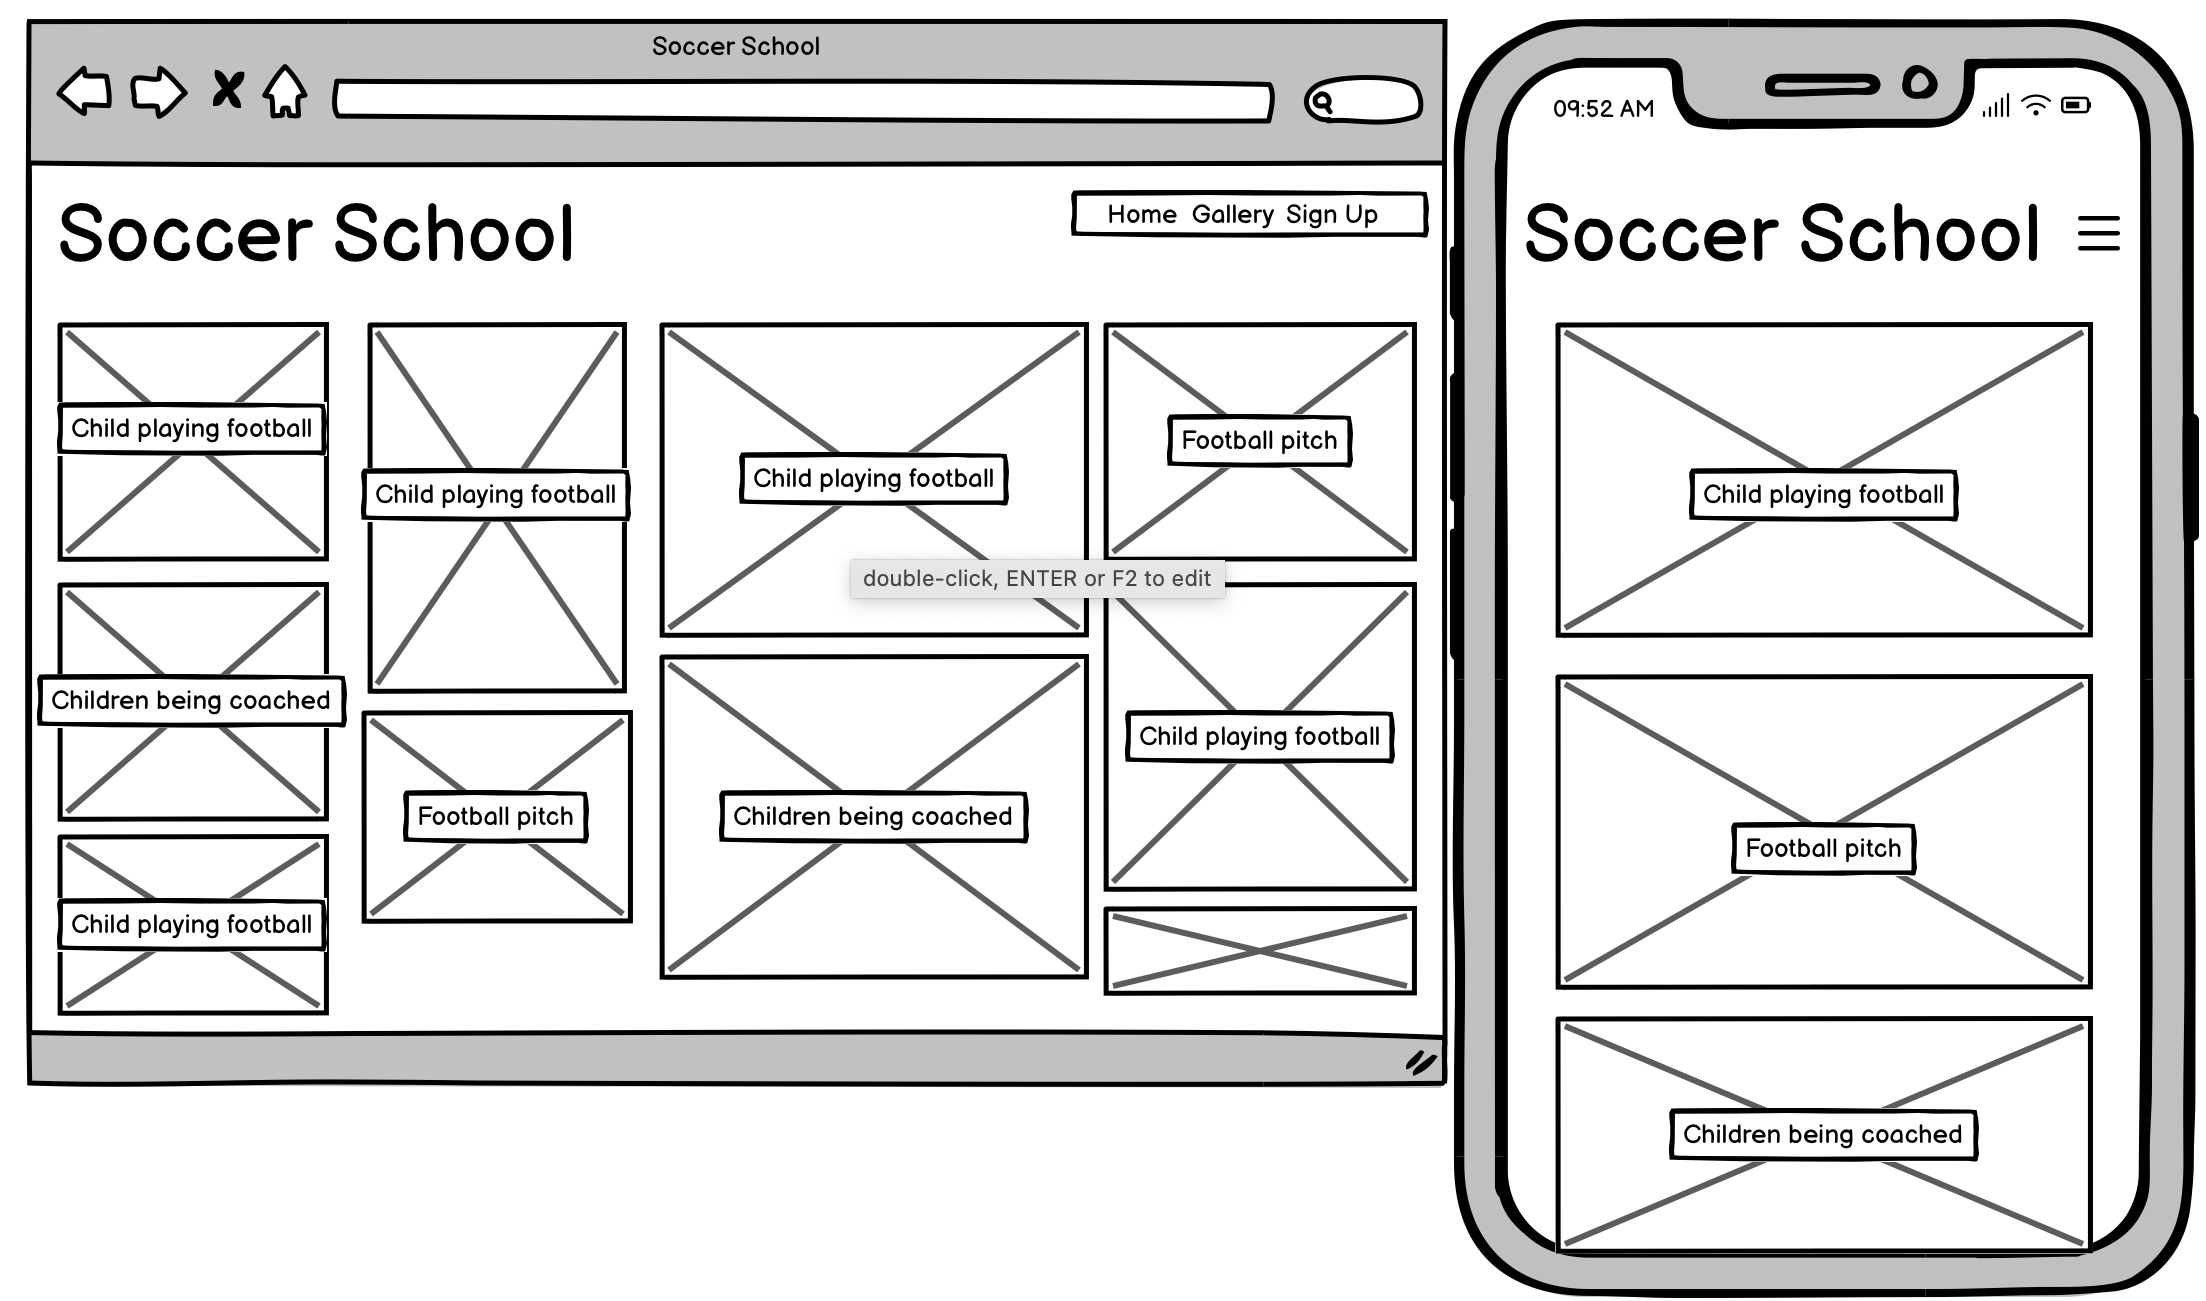 Soccer School
Soccer School
Home Gallery Sign Up
Child playing football
Child playing football
Child playing football
Football pitch
double-click, ENTER or F2 to edit
Children being coached
Child playing football
Football pitch
Children being coached
Child playing football
09:52 AM
Soccer School
Child playing football
Football pitch
Children being coached